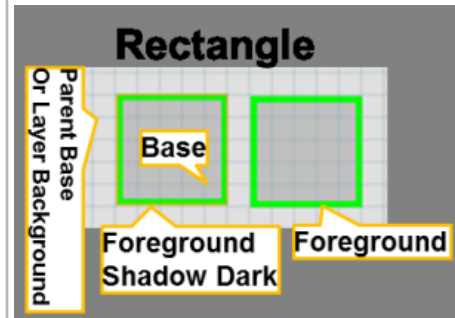 Rectangle
Parent Base
Or Layer Background
Base
Foreground
Shadow Dark
Foreground